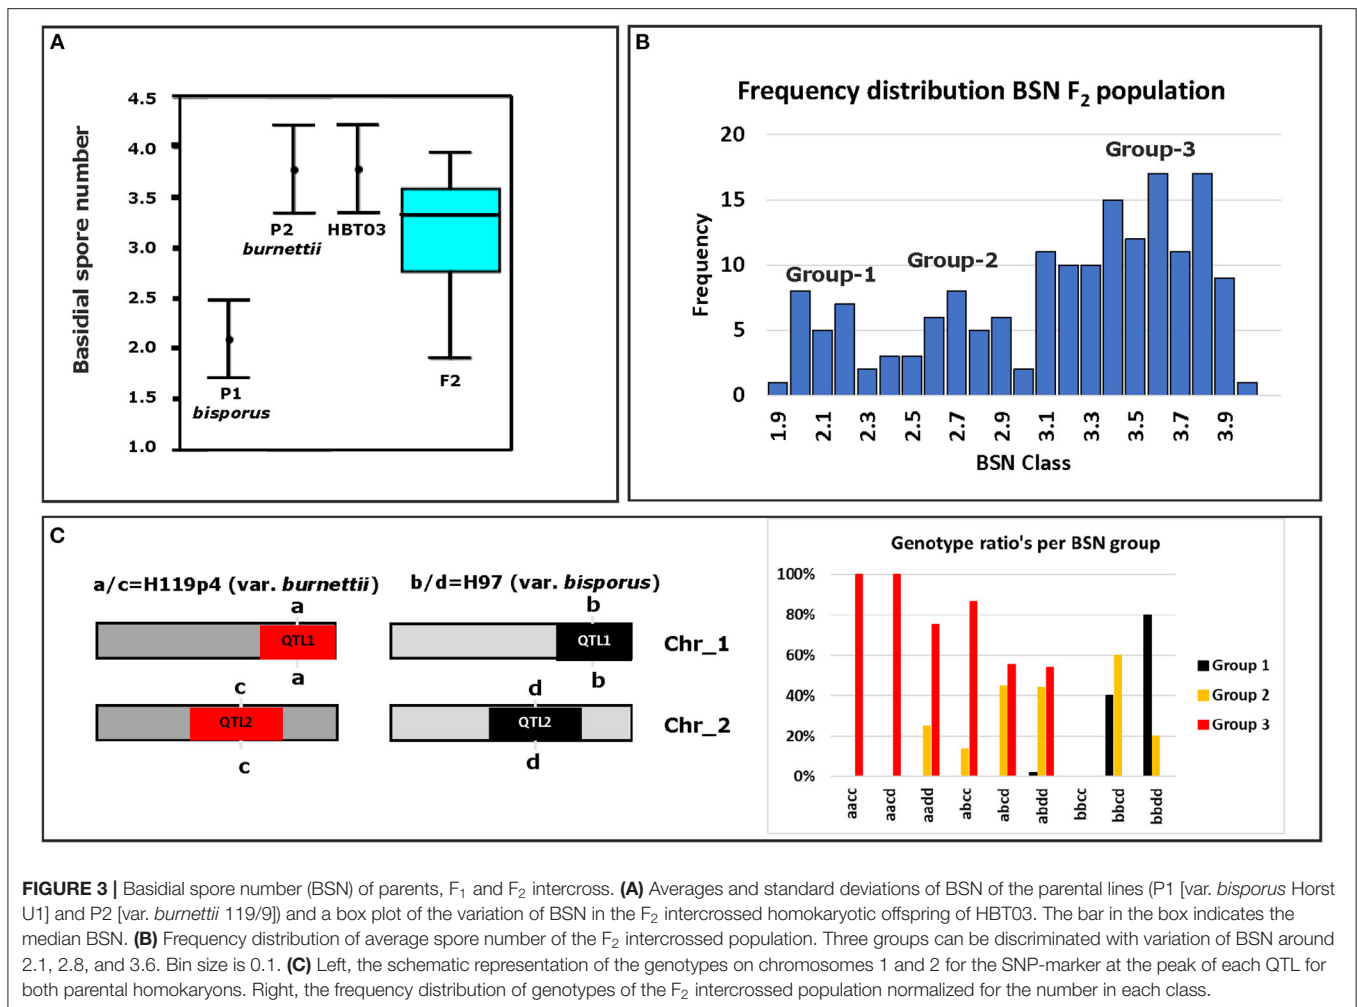 A
Basidial spore number
4.5
4.0
3.5
3.0
2.5
2.0
1.5
1.0
P1
bisporus
P2
burnettii
HBT03
F2
B
Frequency distribution BSN F2 population
Frequency
20
15
10
5
0
Group-1
Group-2
Group-3
1.9 2.1 2.3 2.5 2.7 2.9 3.1 3.3 3.5 3.7 3.9
BSN Class
C
a/c=H119p4 (var. burnettii) b/d=H97 (var. bisporus)
a b
QTL1 QTL1 Chr_1
a b
c d
QTL2 QTL2 Chr_2
c d
Genotype ratio's per BSN group
100%
80%
60%
40%
20%
0%
aacc aacd aadd abcc abcd abdd bbcc bbcd bbdd
Group 1
Group 2
Group 3
FIGURE 3 | Basidial spore number (BSN) of parents, F1 and F2 intercross. (A) Averages and standard deviations of BSN of the parental lines (P1 [var. bisporus Horst
U1] and P2 [var. burnettii 119/9]) and a box plot of the variation of BSN in the F2 intercrossed homokaryotic offspring of HBT03. The bar in the box indicates the
median BSN. (B) Frequency distribution of average spore number of the F2 intercrossed population. Three groups can be discriminated with variation of BSN around
2.1, 2.8, and 3.6. Bin size is 0.1. (C) Left, the schematic representation of the genotypes on chromosomes 1 and 2 for the SNP-marker at the peak of each QTL for
both parental homokaryons. Right, the frequency distribution of genotypes of the F2 intercrossed population normalized for the number in each class.